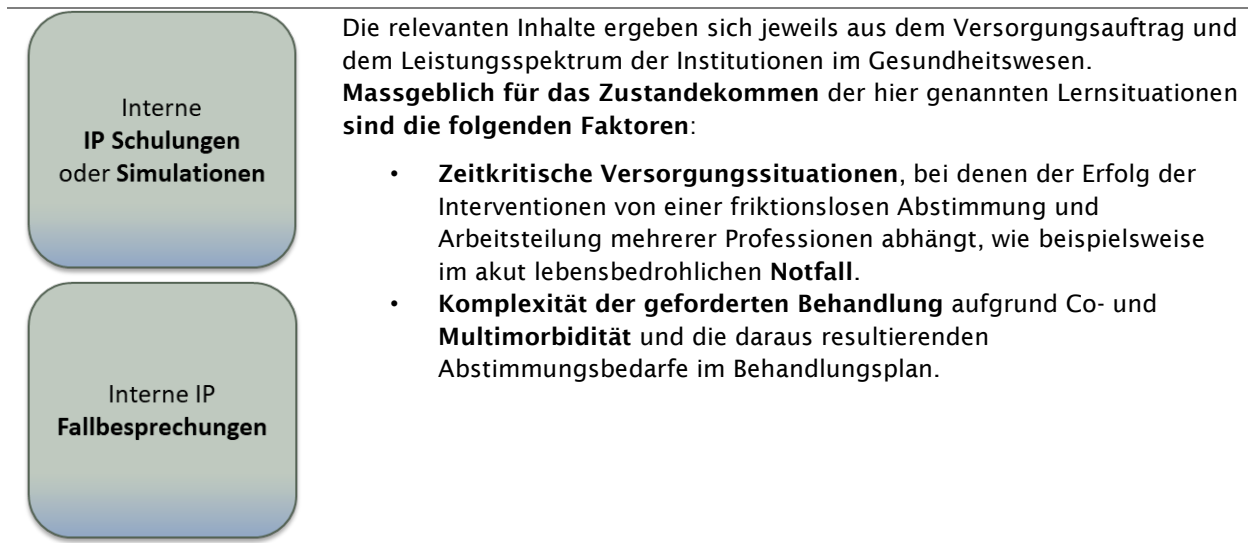 Interne
IP Schulungen
oder Simulationen
Interne IP
Fallbesprechungen
Die relevanten Inhalte ergeben sich jeweils aus dem Versorgungsauftrag und
dem Leistungsspektrum der Institutionen im Gesundheitswesen.
Massgeblich für das Zustandekommen der hier genannten Lernsituationen
sind die folgenden Faktoren:
• Zeitkritische Versorgungssituationen, bei denen der Erfolg der
Interventionen von einer friktionslosen Abstimmung und
Arbeitsteilung mehrerer Professionen abhängt, wie beispielsweise
im akut lebensbedrohlichen Notfall.
• Komplexität der geforderten Behandlung aufgrund Co- und
Multimorbidität und die daraus resultierenden
Abstimmungsbedarfe im Behandlungsplan.